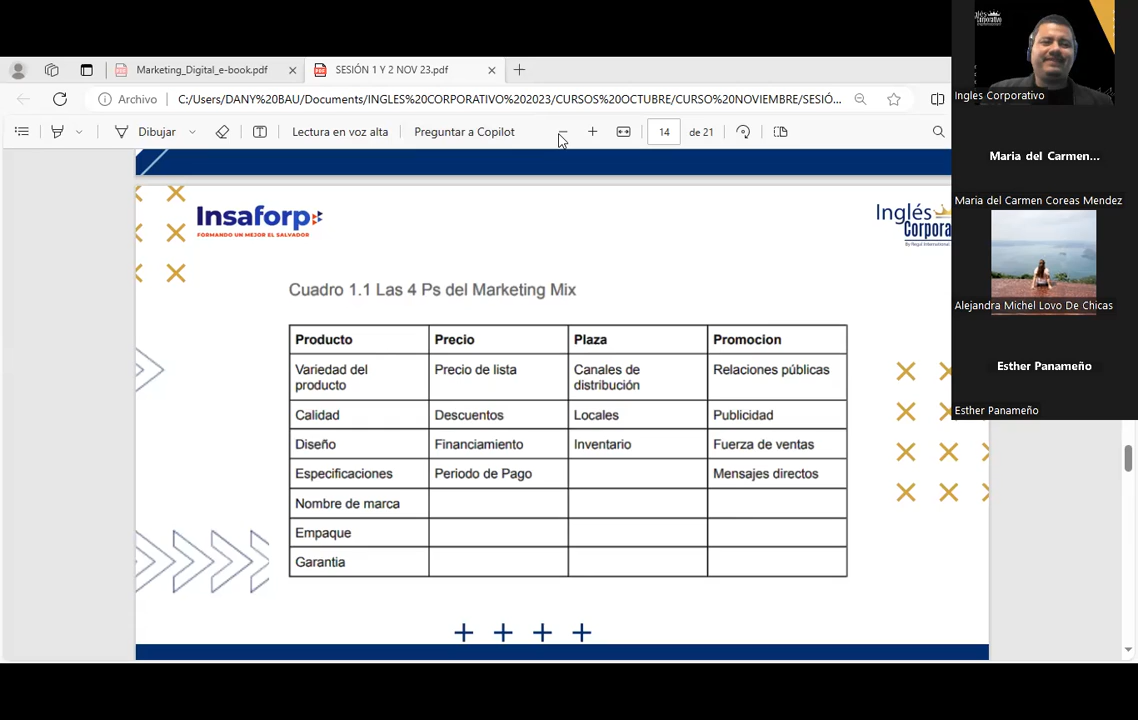 Marketing_Digital_e-book.pdf
SESIÓN 1 Y 2 NOV 23.pdf
Archivo
C:/Users/DANY%20BAU/Documents/INGLES%20CORPORATIVO%202023/CURSOS%20OCTUBRE/CURSO%20NOVIEMBRE/SESIÓ...
Dibujar
Lectura en voz alta
Preguntar a Copilot
14
de 21
Insaforp
FORMANDO UN MEJOR EL SALVADOR
Inglés
Corpora
Cuadro 1.1 Las 4 Ps del Marketing Mix
Producto Precio Plaza Promocion
Variedad del producto Precio de lista Canales de distribución Relaciones públicas
Calidad Descuentos Locales Publicidad
Diseño Financiamiento Inventario Fuerza de ventas
Especificaciones Periodo de Pago Mensajes directos
Nombre de marca
Empaque
Garantia
Ingles Corporativo
Maria del Carmen...
Maria del Carmen Coreas Mendez
Alejandra Michel Lovo De Chicas
Esther Panameño
Esther Panameño